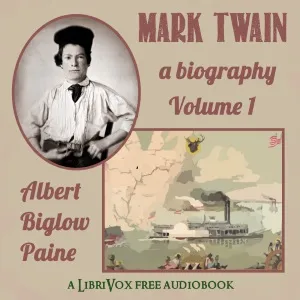 MARK TWAIN
a biography
Volume 1
Albert
Biglow
Paine
a LIBRIVOX FREE AUDIOBOOK